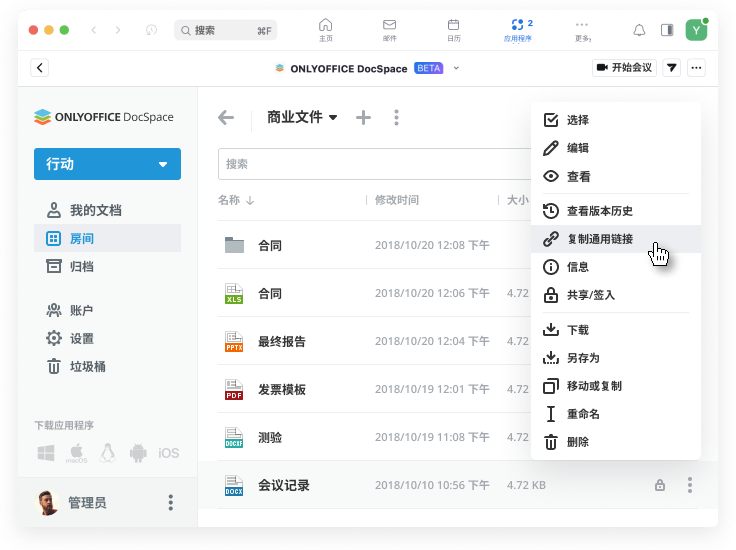 搜索 ⌘F
主页
邮件
日历
2
应用程序
更多
Y
ONLYOFFICE DocSpace BETA
开始会议
ONLYOFFICE DocSpace
行动
我的文档
房间
归档
账户
设置
垃圾桶
下载应用程序
macOS
iOS
管理员
商业文件
搜索
名称 修改时间 大小
合同 2018/10/20 12:08 下午
XLS 合同 2018/10/20 12:06 下午 4.72
PPTX 最终报告 2018/10/20 12:04 下午 4.72
PDF 发票模板 2018/10/19 12:01 下午 4.72
DOCXF 测验 2018/10/19 11:08 下午 4.72
DOCX 会议记录 2018/10/10 10:56 下午 4.72 KB
选择
编辑
查看
查看版本历史
复制通用链接
信息
共享/签入
下载
另存为
移动或复制
重命名
删除